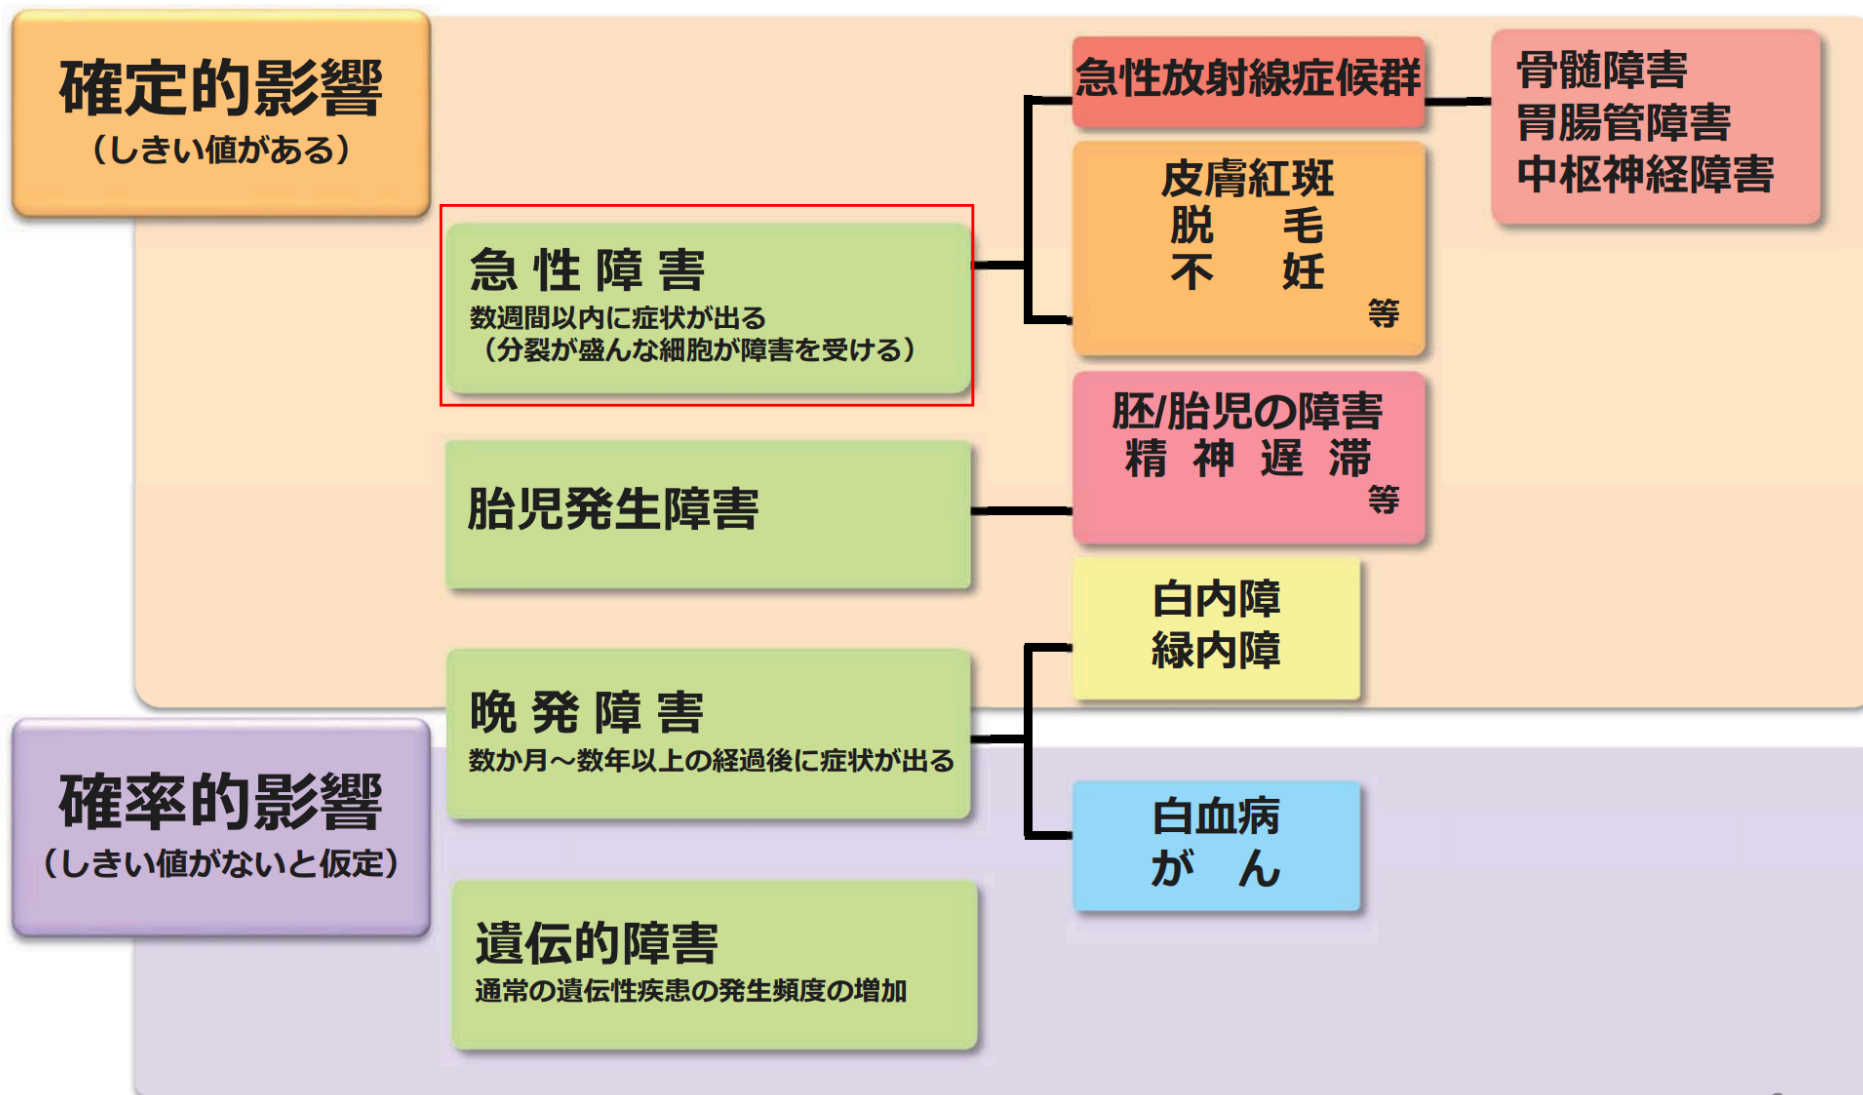 確定的影響
（しきい値がある）
急性障害
数週間以内に症状が出る
（分裂が盛んな細胞が障害を受ける）
急性放射線症候群
骨髄障害
胃腸管障害
中枢神経障害
皮膚紅斑
脱毛
不妊
等
胎児発生障害
胚/胎児の障害
精神遅滞
等
晩発障害
数か月～数年以上の経過後に症状が出る
白内障
緑内障
確率的影響
（しきい値がないと仮定）
白血病
がん
遺伝的障害
通常の遺伝性疾患の発生頻度の増加